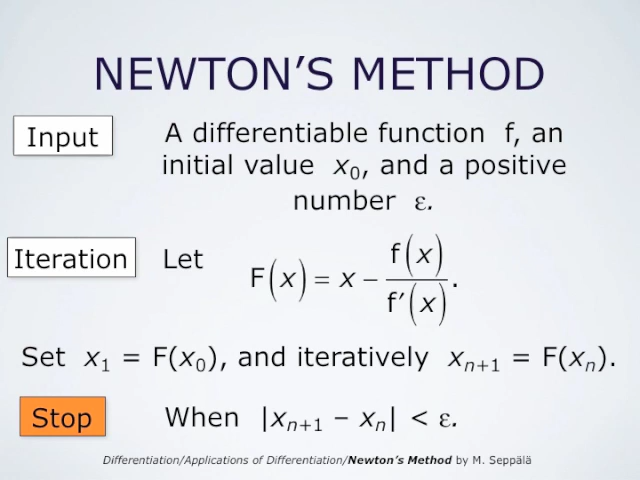 NEWTON’S METHOD
Input
A differentiable function f, an
initial value x₀, and a positive
number ε.
Iteration
Let
F(x) = x − f(x)/f′(x).
Set x₁ = F(x₀), and iteratively xₙ₊₁ = F(xₙ).
Stop
When |xₙ₊₁ – xₙ| < ε.
Differentiation/Applications of Differentiation/Newton’s Method by M. Seppälä